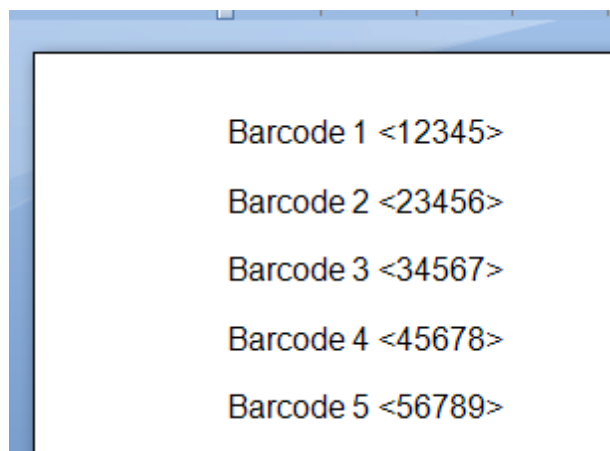 Barcode 1 <12345>
Barcode 2 <23456>
Barcode 3 <34567>
Barcode 4 <45678>
Barcode 5 <56789>